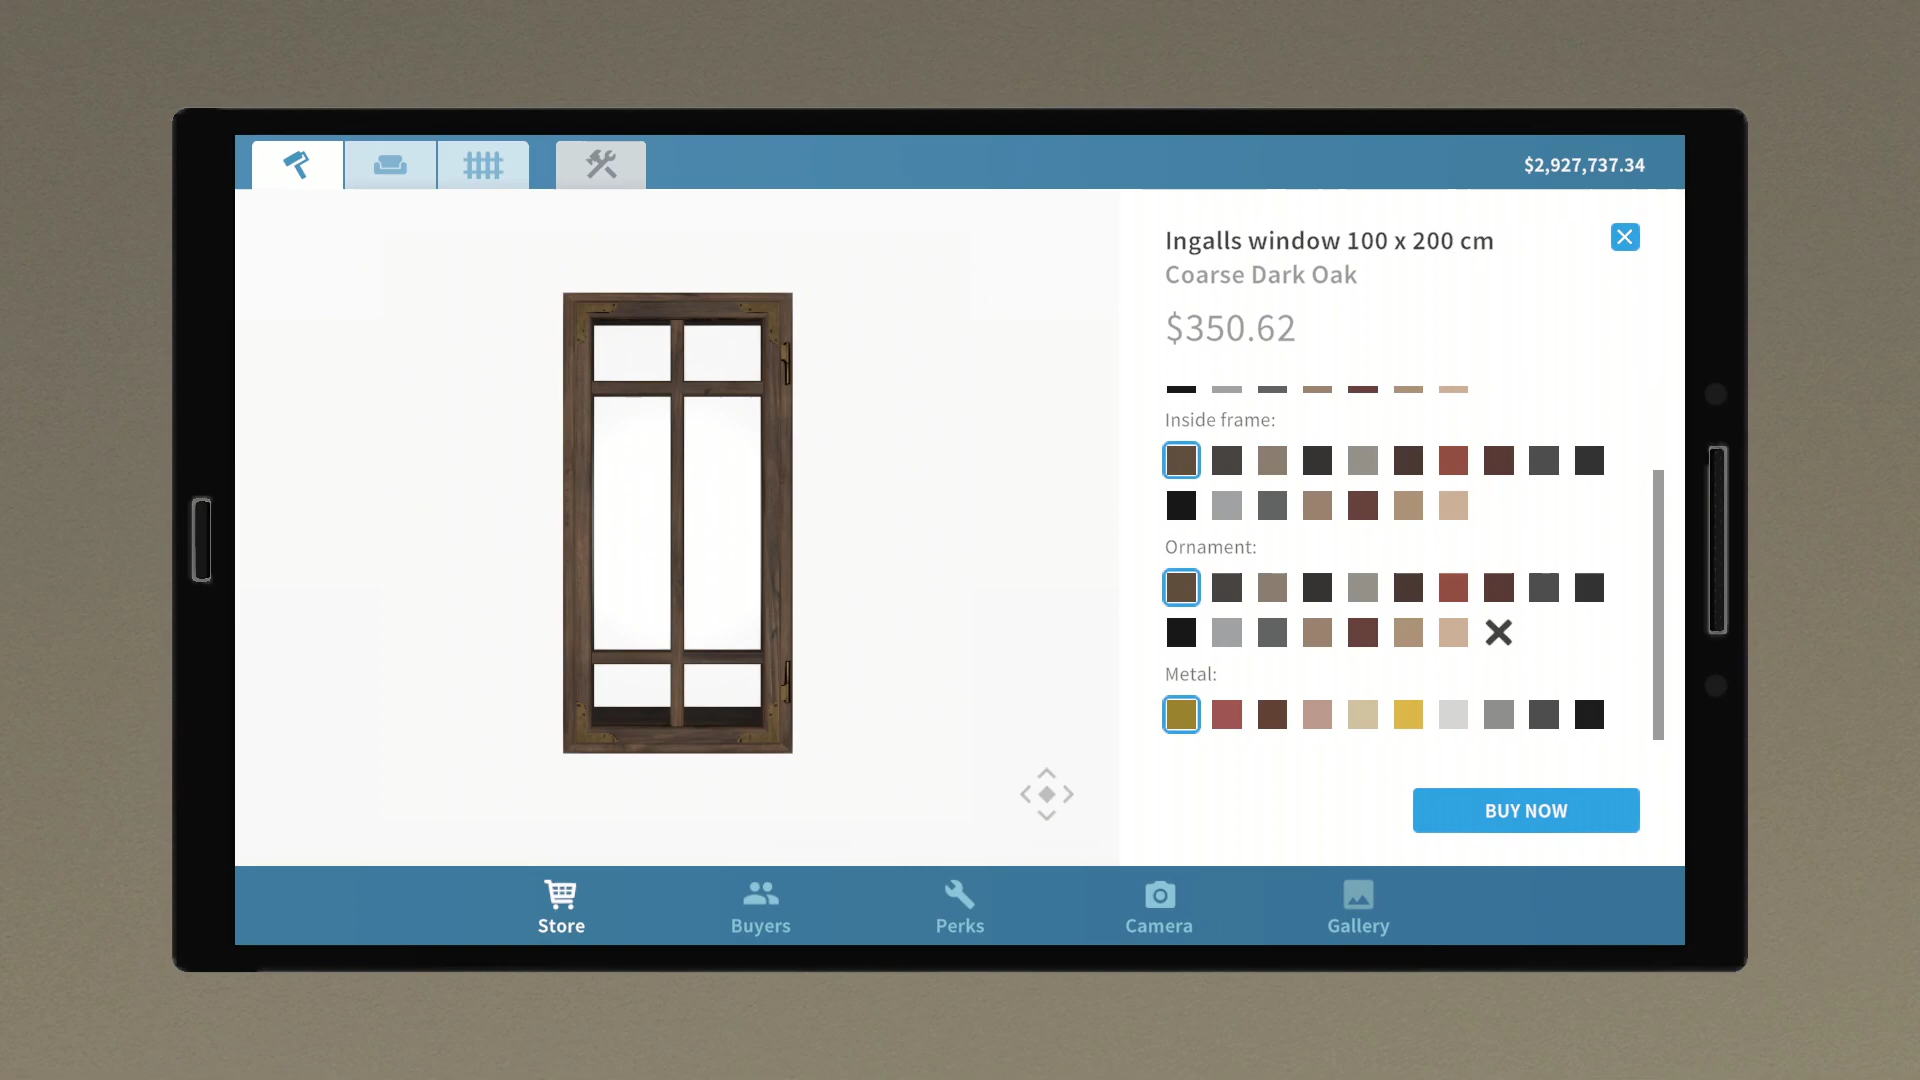 $2,927,737.34
Ingalls window 100 x 200 cm
Coarse Dark Oak
$350.62
Inside frame:
Ornament:
Metal:
BUY NOW
Store
Buyers
Perks
Camera
Gallery